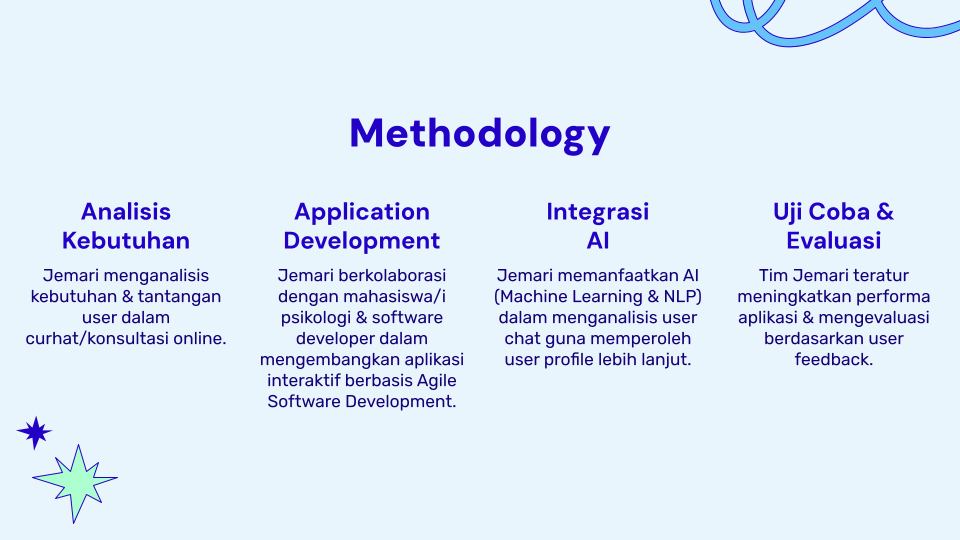 Methodology
Analisis
Kebutuhan
Jemari menganalisis
kebutuhan & tantangan
user dalam
curhat/konsultasi online.
Application
Development
Jemari berkolaborasi
dengan mahasiswa/i
psikologi & software
developer dalam
mengembangkan aplikasi
interaktif berbasis Agile
Software Development.
Integrasi
AI
Jemari memanfaatkan AI
(Machine Learning & NLP)
dalam menganalisis user
chat guna memperoleh
user profile lebih lanjut.
Uji Coba &
Evaluasi
Tim Jemari teratur
meningkatkan performa
aplikasi & mengevaluasi
berdasarkan user
feedback.